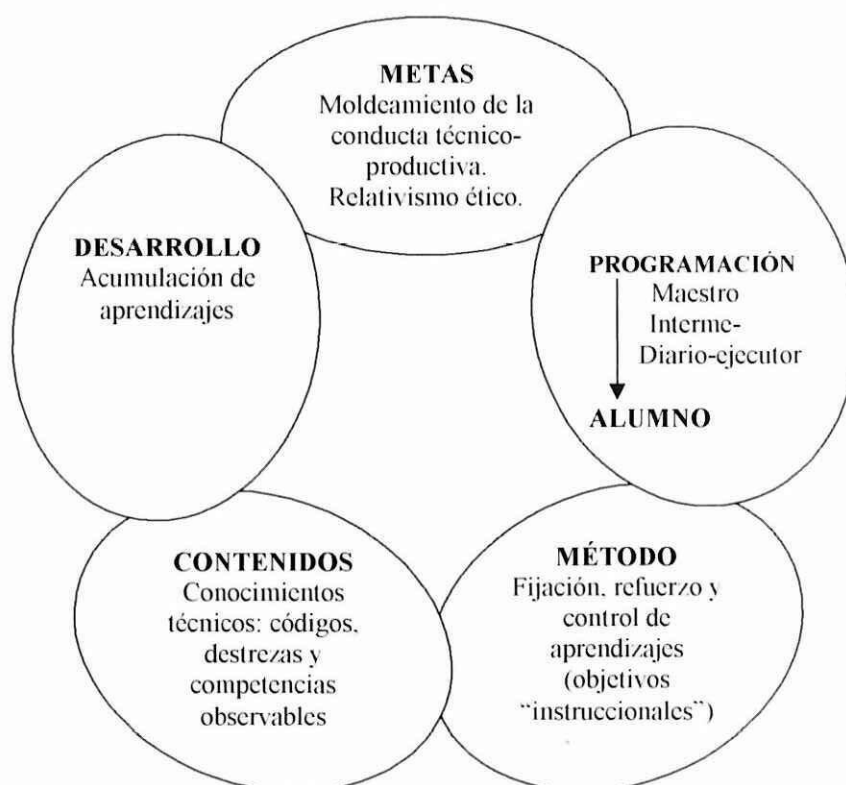 METAS
Moldeamiento de la
conducta técnico-
productiva.
Relativismo ético.
DESARROLLO
Acumulación de
aprendizajes
PROGRAMACIÓN
Maestro
Interme-
Diario-ejecutor
ALUMNO
CONTENIDOS
Conocimientos
técnicos: códigos,
destrezas y
competencias
observables
MÉTODO
Fijación, refuerzo y
control de
aprendizajes
(objetivos
“instruccionales”)